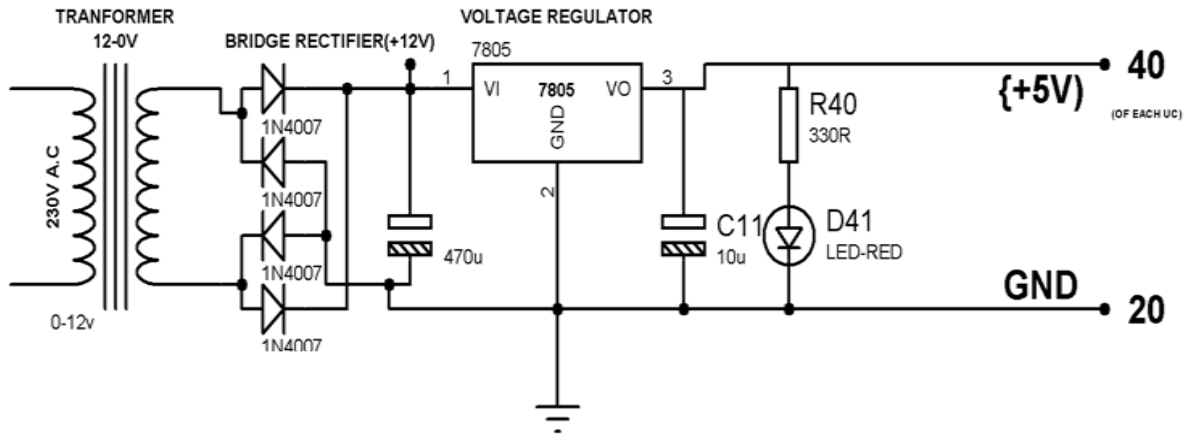 TRANFORMER
12-0V
230V A.C
0-12v
BRIDGE RECTIFIER(+12V)
1N4007
1N4007
1N4007
1N4007
470u
VOLTAGE REGULATOR
7805
1
VI
7805
VO
3
GND
2
C11
10u
R40
330R
D41
LED-RED
{+5V)
40
(OF EACH UC)
GND
20